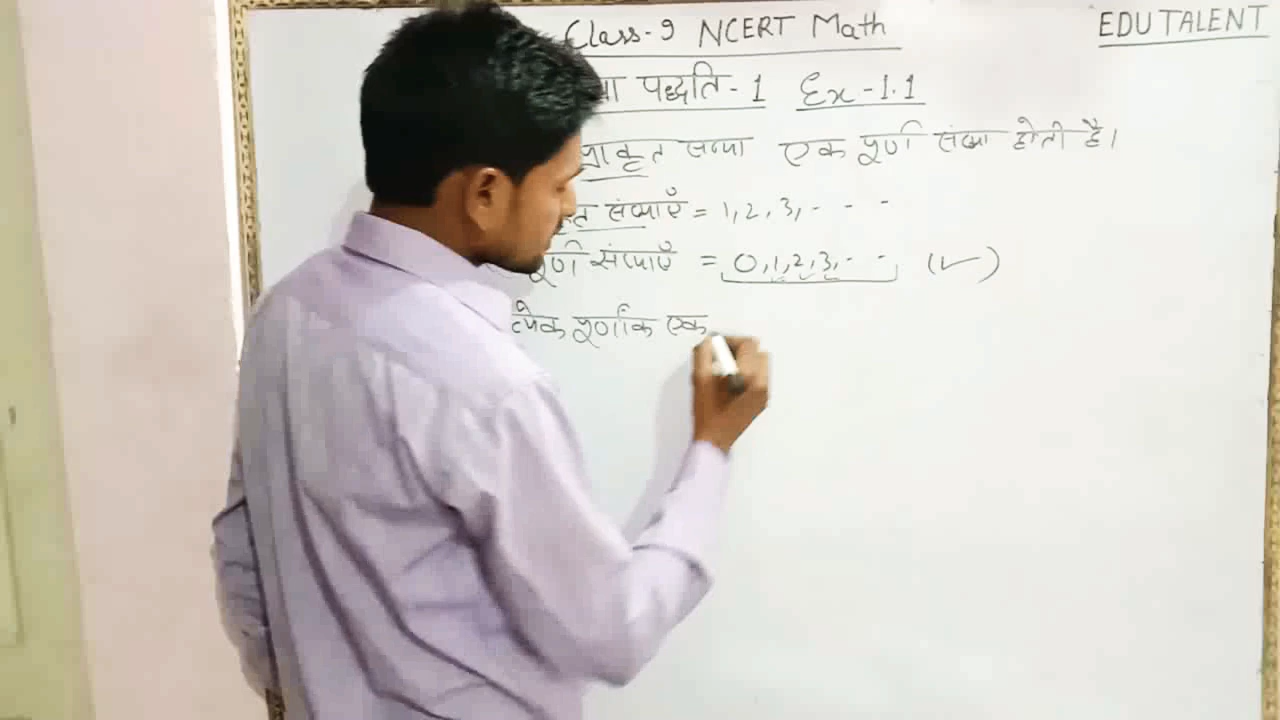 Class-9 NCERT Math EDU TALENT
पद्धति-1 Ex-1.1
प्राकृत संख्या एक पूर्ण संख्या होती है।
संख्याएँ = 1, 2, 3, - - -
पूर्ण संख्याएँ = 0, 1, 2, 3, - - (✓)
पूर्णांक एक